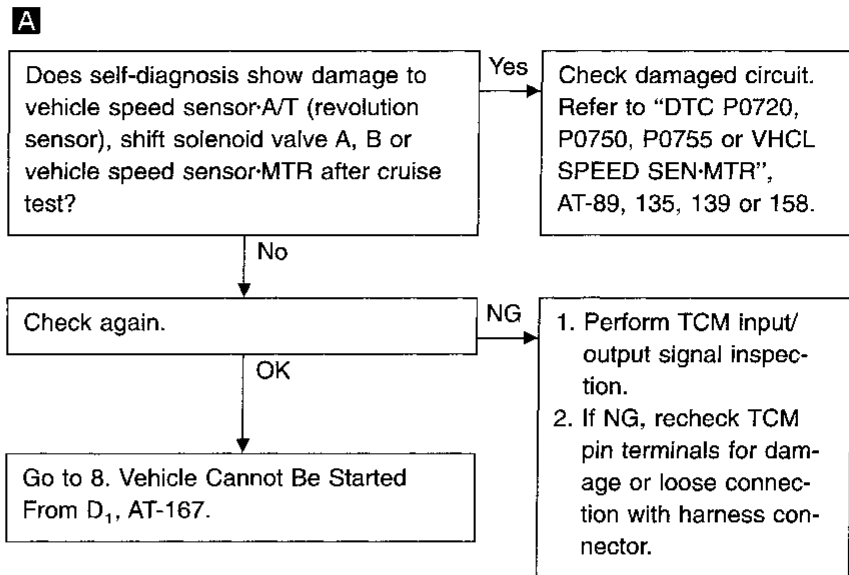 A
Does self-diagnosis show damage to
vehicle speed sensor·A/T (revolution
sensor), shift solenoid valve A, B or
vehicle speed sensor·MTR after cruise
test?
Yes
Check damaged circuit.
Refer to “DTC P0720,
P0750, P0755 or VHCL
SPEED SEN·MTR”,
AT-89, 135, 139 or 158.
No
Check again.
NG
1. Perform TCM input/
output signal inspec-
tion.
2. If NG, recheck TCM
pin terminals for dam-
age or loose connec-
tion with harness con-
nector.
OK
Go to 8. Vehicle Cannot Be Started
From D₁, AT-167.